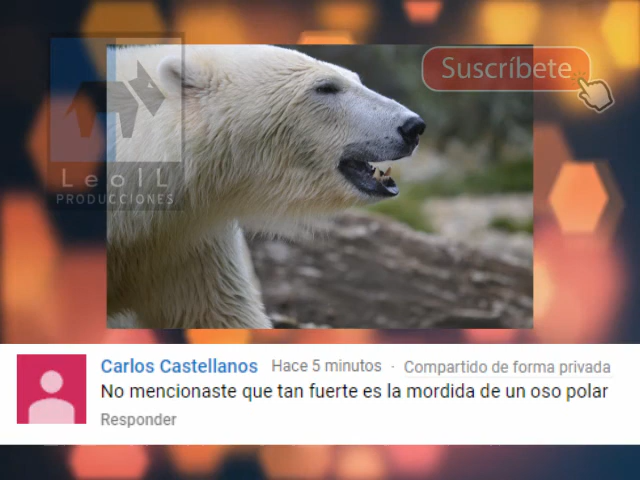 Suscríbete
LeoIL
PRODUCCIONES
Carlos Castellanos Hace 5 minutos · Compartido de forma privada
No mencionaste que tan fuerte es la mordida de un oso polar
Responder